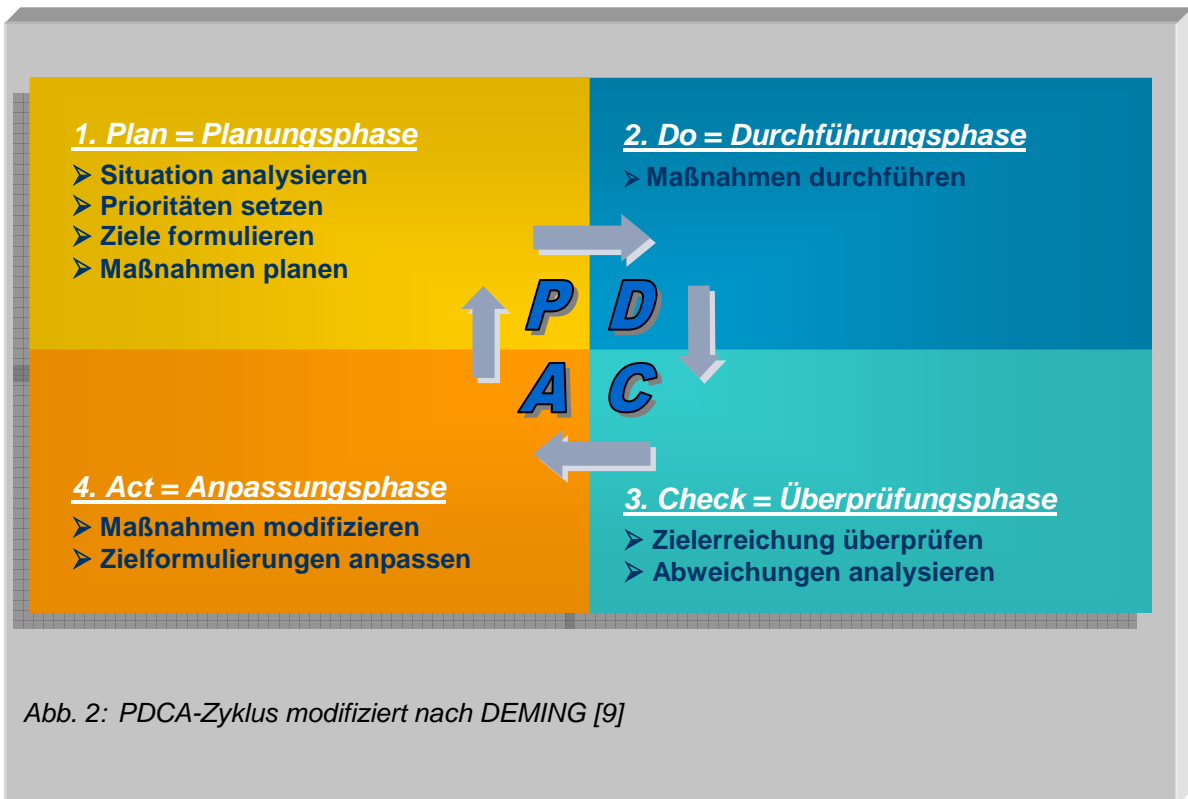 1. Plan = Planungsphase
➢ Situation analysieren
➢ Prioritäten setzen
➢ Ziele formulieren
➢ Maßnahmen planen
2. Do = Durchführungsphase
➢ Maßnahmen durchführen
P D
A C
4. Act = Anpassungsphase
➢ Maßnahmen modifizieren
➢ Zielformulierungen anpassen
3. Check = Überprüfungsphase
➢ Zielerreichung überprüfen
➢ Abweichungen analysieren
Abb. 2: PDCA-Zyklus modifiziert nach DEMING [9]